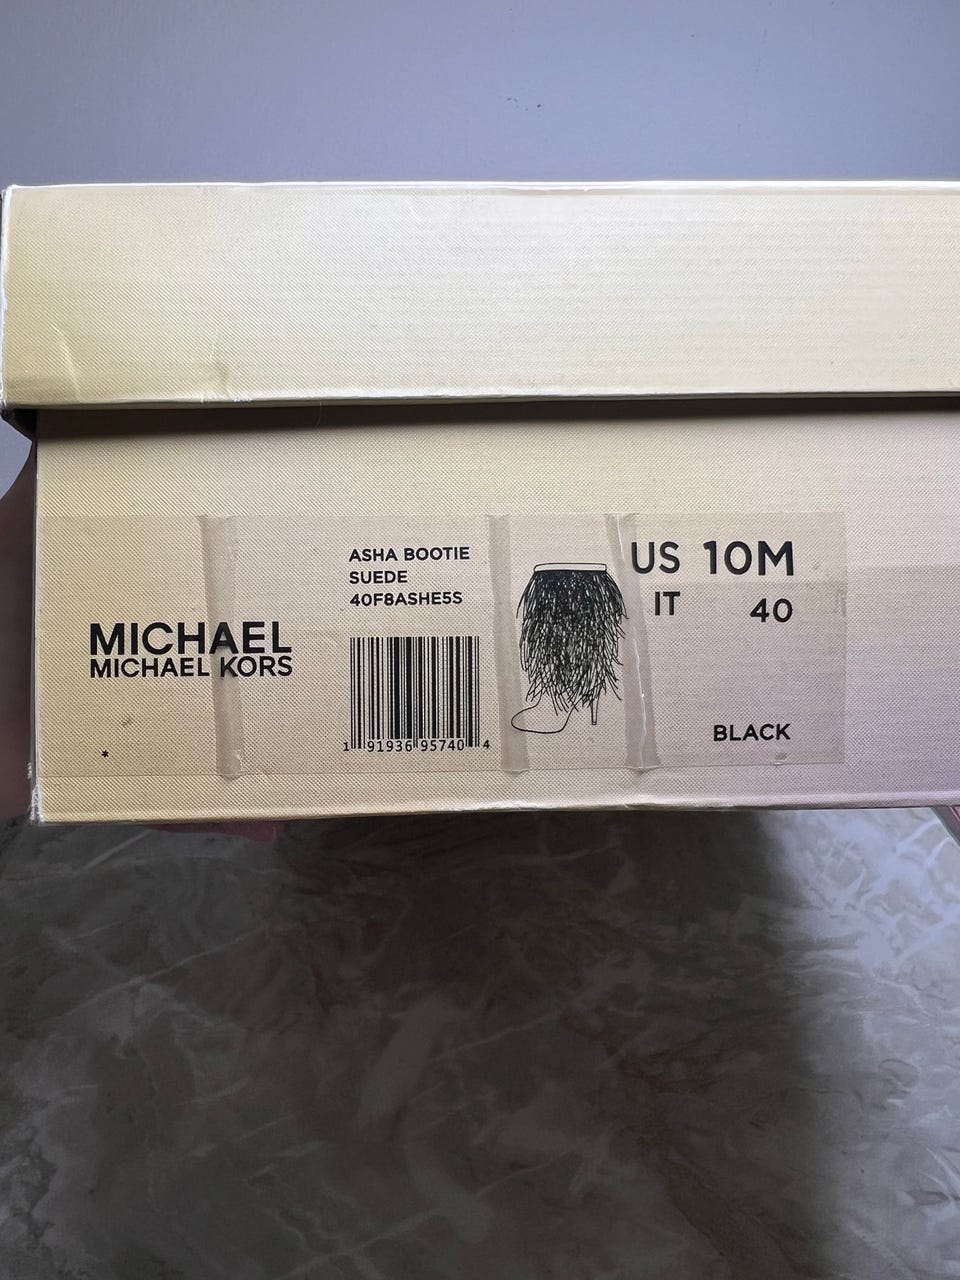 ASHA BOOTIE
SUEDE
40F8ASHE5S
MICHAEL
MICHAEL KORS
*
1 91936 95740 4
US 10M
IT 40
BLACK